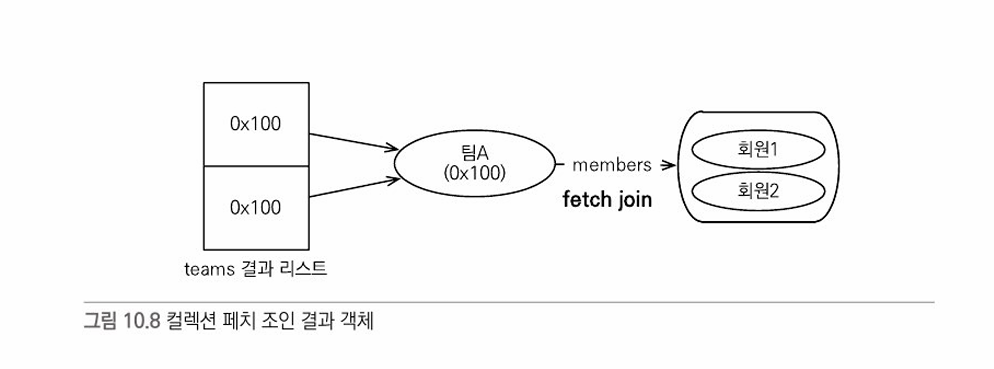 0x100
0x100
teams 결과 리스트
팀A
(0x100)
members
fetch join
회원1
회원2
그림 10.8 컬렉션 페치 조인 결과 객체